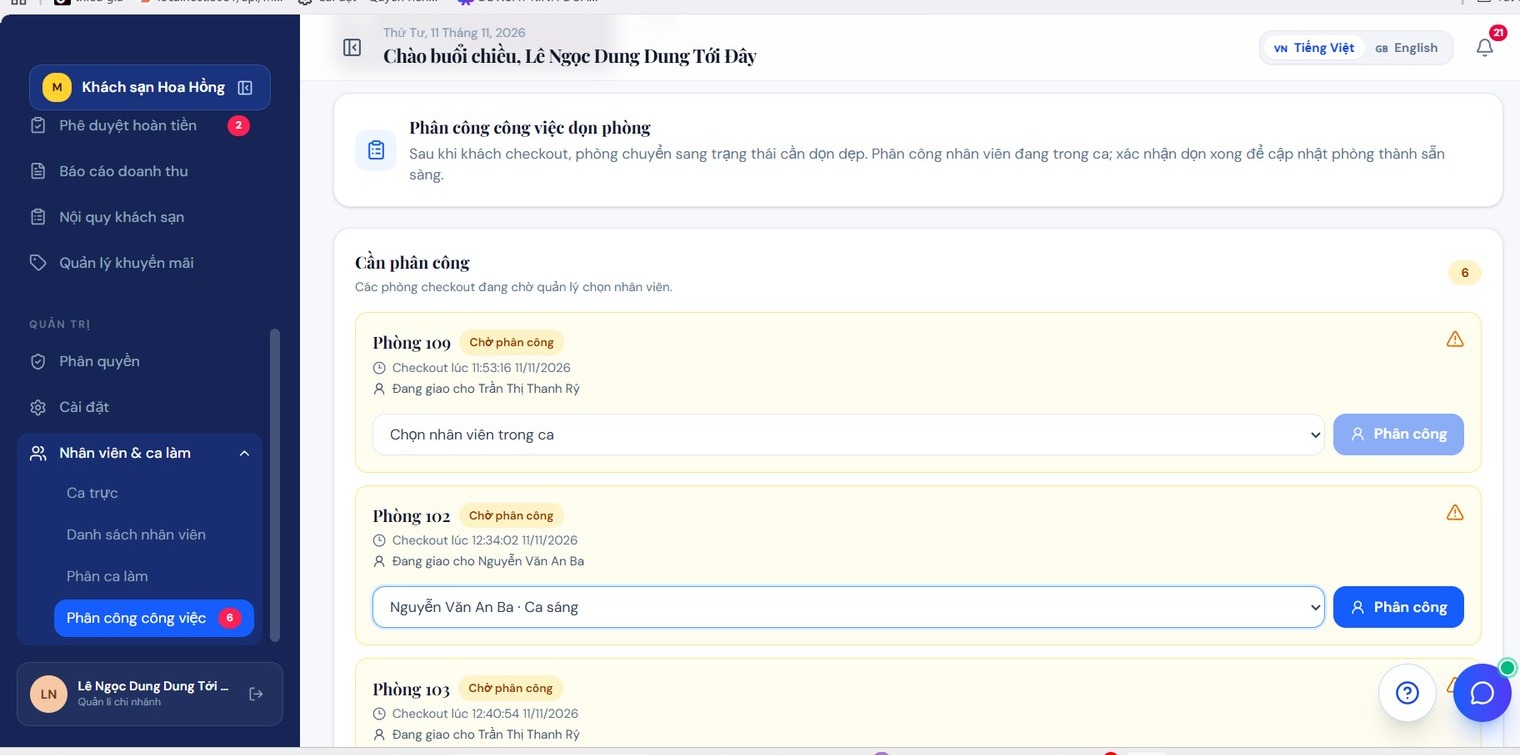 Thứ Tư, 11 Tháng 11, 2026
Chào buổi chiều, Lê Ngọc Dung Dung Tới Đây
VN Tiếng Việt GB English
21
M Khách sạn Hoa Hồng
Phê duyệt hoàn tiền 2
Báo cáo doanh thu
Nội quy khách sạn
Quản lý khuyến mãi
QUẢN TRỊ
Phân quyền
Cài đặt
Nhân viên & ca làm
Ca trực
Danh sách nhân viên
Phân ca làm
Phân công công việc 6
LN Lê Ngọc Dung Dung Tới ...
Quản lí chi nhánh
Phân công công việc dọn phòng
Sau khi khách checkout, phòng chuyển sang trạng thái cần dọn dẹp. Phân công nhân viên đang trong ca; xác nhận dọn xong để cập nhật phòng thành sẵn
sàng.
Cần phân công
6
Các phòng checkout đang chờ quản lý chọn nhân viên.
Phòng 109 Chờ phân công
Checkout lúc 11:53:16 11/11/2026
Đang giao cho Trần Thị Thanh Rý
Chọn nhân viên trong ca Phân công
Phòng 102 Chờ phân công
Checkout lúc 12:34:02 11/11/2026
Đang giao cho Nguyễn Văn An Ba
Nguyễn Văn An Ba · Ca sáng Phân công
Phòng 103 Chờ phân công
Checkout lúc 12:40:54 11/11/2026
Đang giao cho Trần Thị Thanh Rý